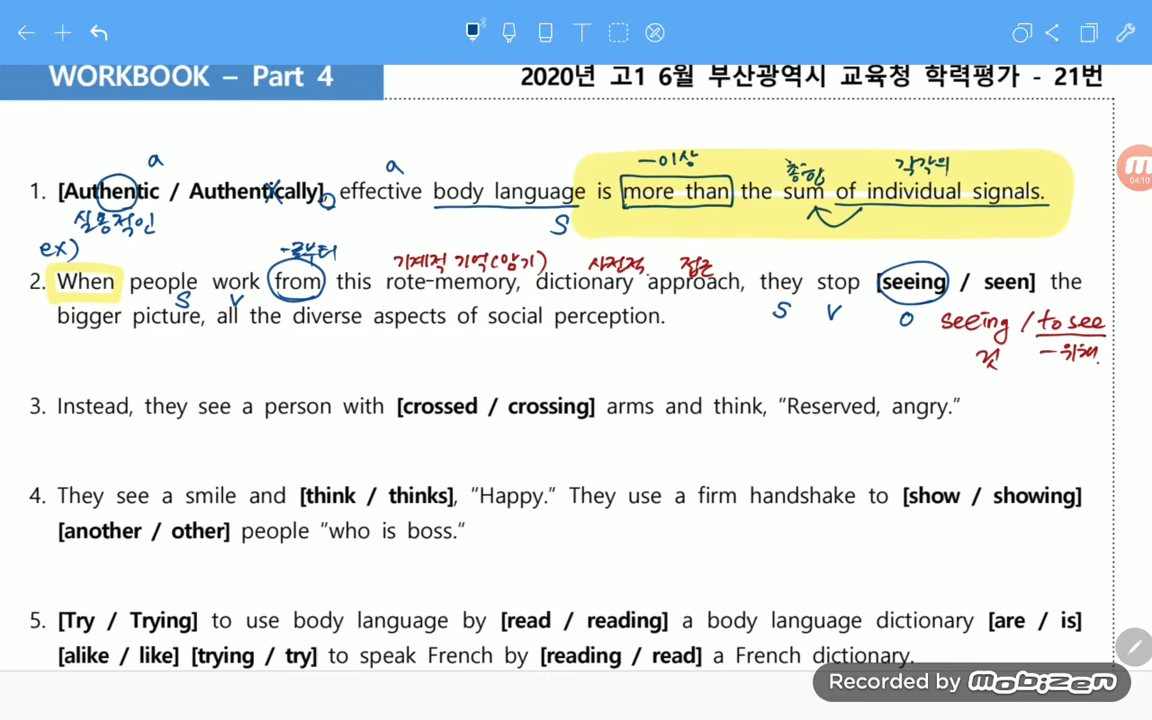 WORKBOOK – Part 4
2020년 고1 6월 부산광역시 교육청 학력평가 - 21번
a
a
-이상
총합
각각의
1. [Authentic / Authentically], effective body language is more than the sum of individual signals.
실용적인
S
ex)
-로부터
기계적 기억(암기)
사전적
접근
2. When people work from this rote-memory, dictionary approach, they stop [seeing / seen] the
S
V
S
V
O
bigger picture, all the diverse aspects of social perception.
seeing / to see
것
-위해.
3. Instead, they see a person with [crossed / crossing] arms and think, “Reserved, angry.”
4. They see a smile and [think / thinks], “Happy.” They use a firm handshake to [show / showing]
[another / other] people “who is boss.”
5. [Try / Trying] to use body language by [read / reading] a body language dictionary [are / is]
[alike / like] [trying / try] to speak French by [reading / read] a French dictionary.
04:10
Recorded by mobizen